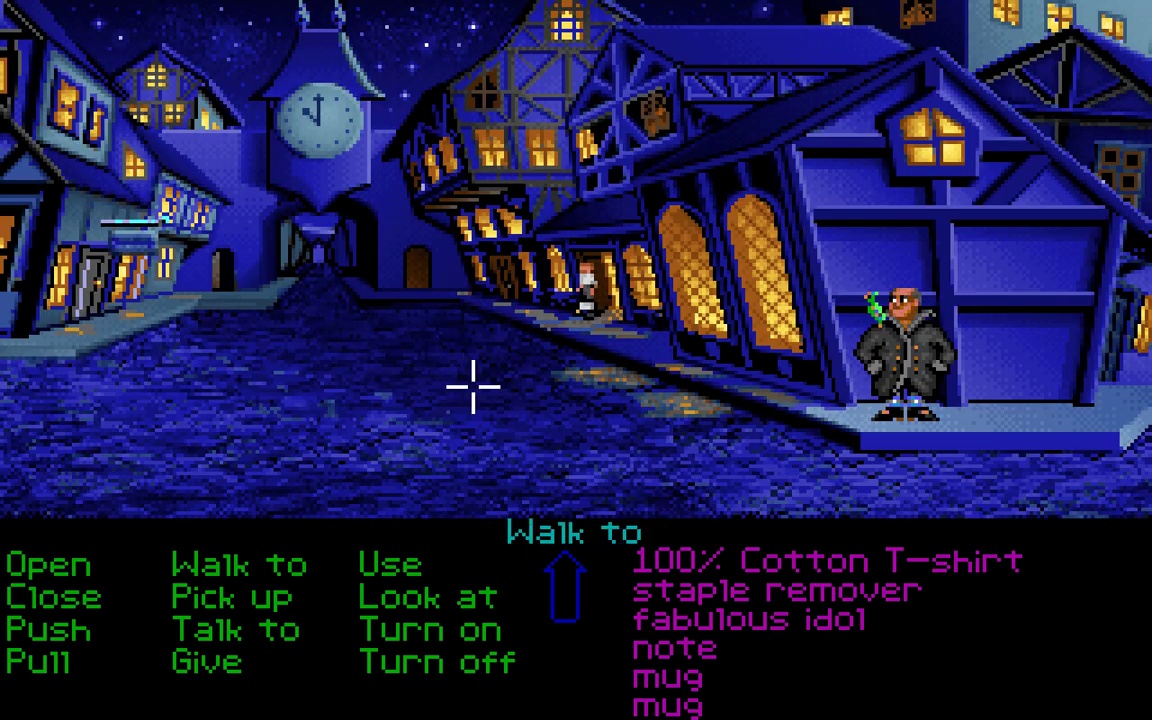 Walk to
Open Walk to Use
Close Pick up Look at
Push Talk to Turn on
Pull Give Turn off
100% Cotton T-shirt
staple remover
fabulous idol
note
mug
mug